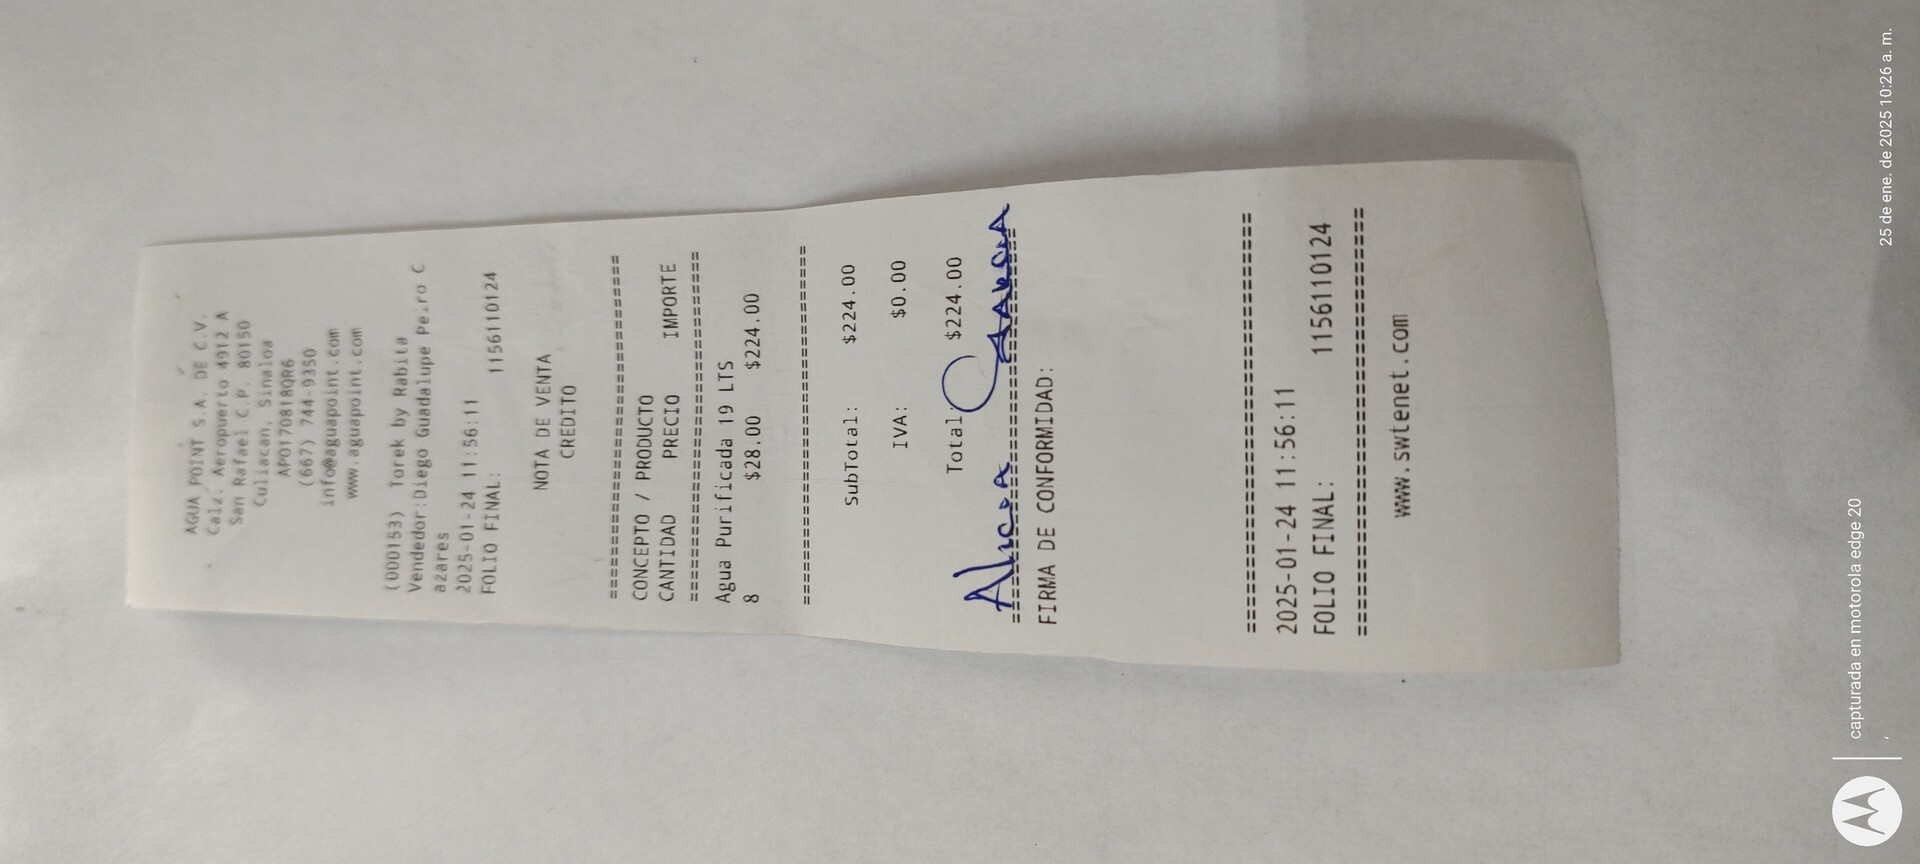 AGUA POINT S.A. DE C.V.
Calz. Aeropuerto 4912 A
San Rafael C.P. 80150
Culiacan, Sinaloa
APO170818QR6
(667) 744-9350
info@aguapoint.com
www.aguapoint.com
(000153) Torek by Rabita
Vendedor:Diego Guadalupe Peiro C
azares
2025-01-24 11:56:11
FOLIO FINAL: 1156110124
NOTA DE VENTA
CREDITO
================================
CONCEPTO / PRODUCTO
CANTIDAD PRECIO IMPORTE
================================
Agua Purificada 19 LTS
8 $28.00 $224.00
================================
SubTotal: $224.00
IVA: $0.00
Total: $224.00
Alicia
================================
FIRMA DE CONFORMIDAD:
================================
2025-01-24 11:56:11
FOLIO FINAL: 1156110124
================================
www.swtenet.com
capturada en motorola edge 20
25 de ene. de 2025 10:26 a. m.